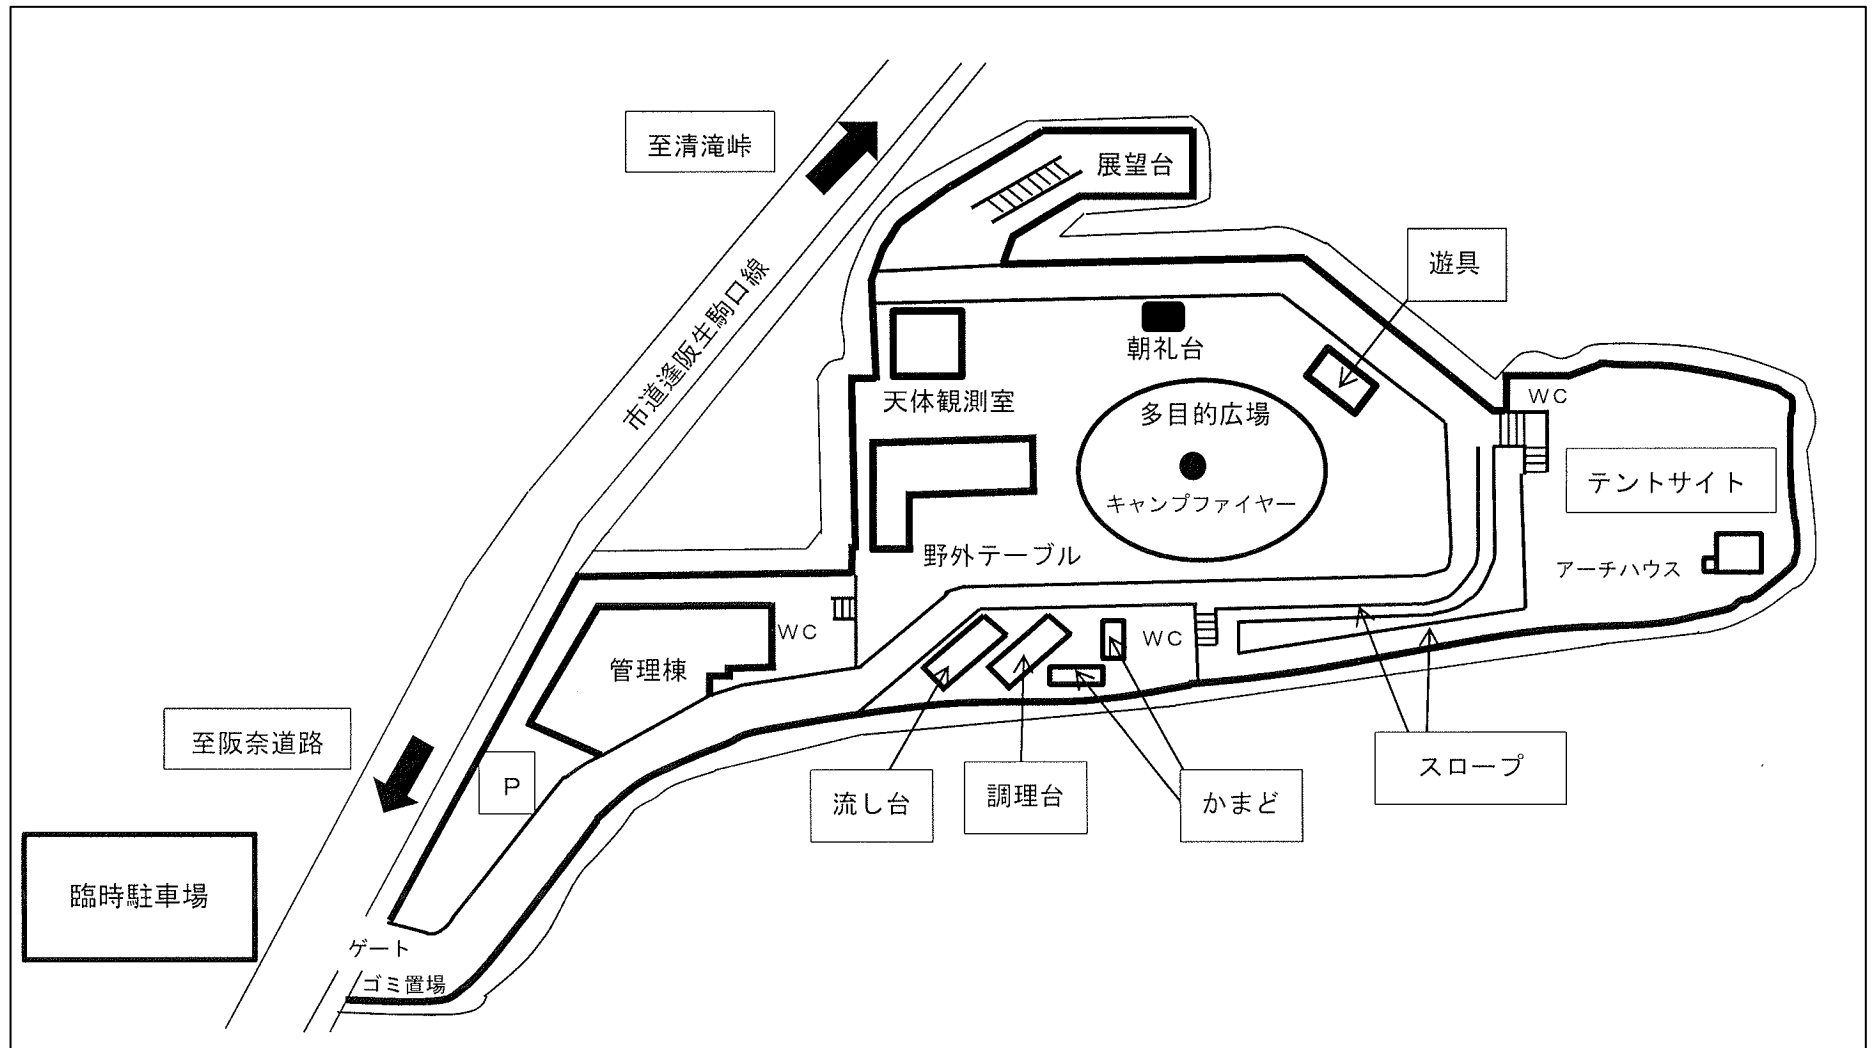 至清滝峠
展望台
遊具
市道逢阪生駒口線
朝礼台
天体観測室
多目的広場
WC
キャンプファイヤー
テントサイト
野外テーブル
アーチハウス
WC
WC
管理棟
至阪奈道路
P
流し台
調理台
かまど
スロープ
臨時駐車場
ゲート
ゴミ置場